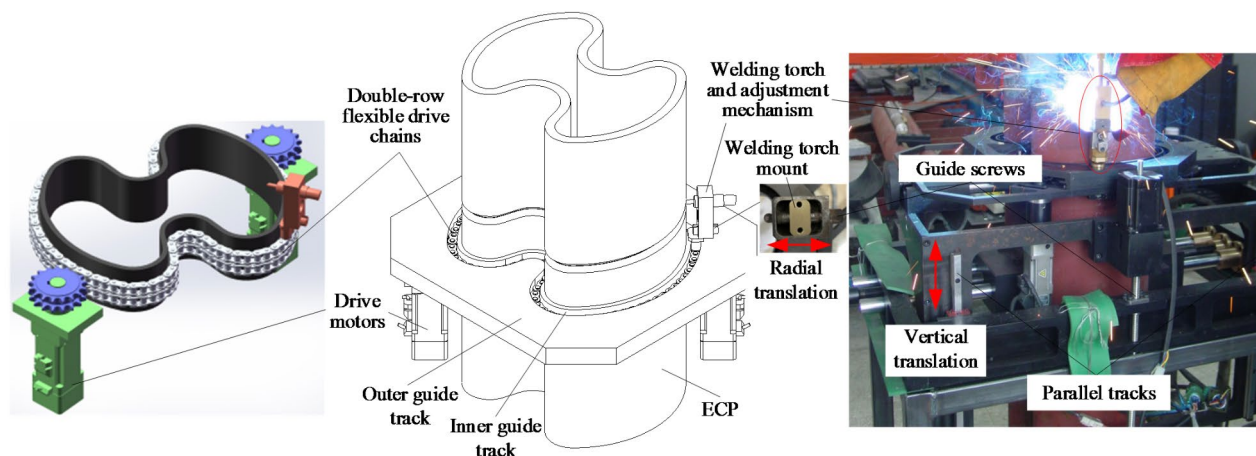 Double-row
flexible drive
chains
Drive
motors
Outer guide
track
Inner guide
track
ECP
Welding torch
and adjustment
mechanism
Welding torch
mount
Radial
translation
Guide screws
Vertical
translation
Parallel tracks